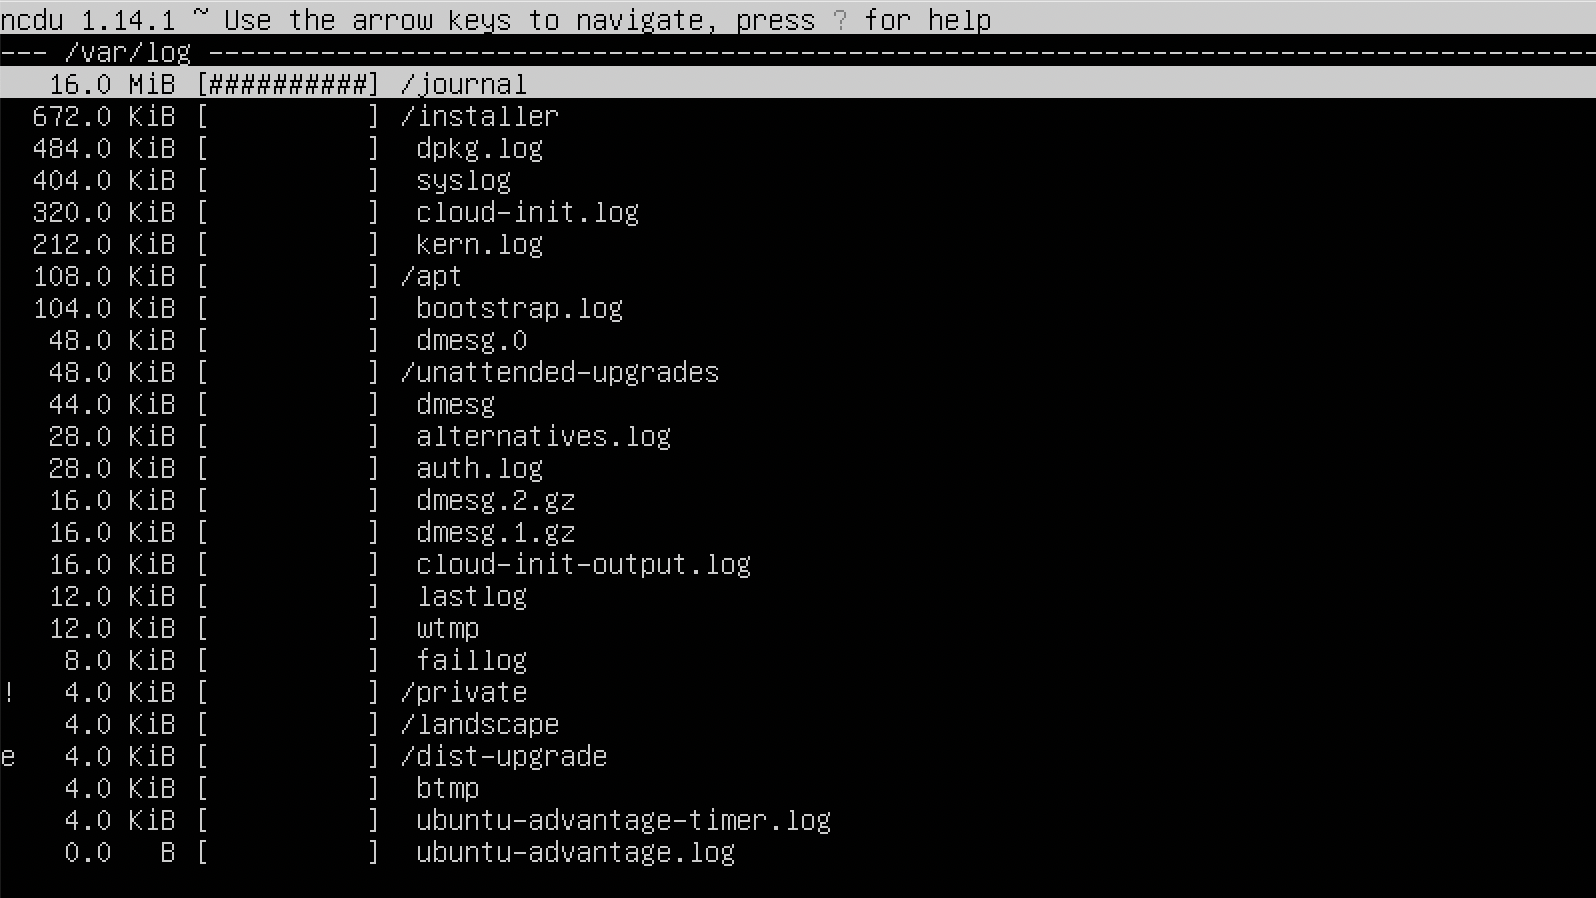 ncdu 1.14.1 ~ Use the arrow keys to navigate, press ? for help
--- /var/log ---------------------------------------------------------------------------------------
   16.0 MiB [##########] /journal
  672.0 KiB [          ] /installer
  484.0 KiB [          ]  dpkg.log
  404.0 KiB [          ]  syslog
  320.0 KiB [          ]  cloud-init.log
  212.0 KiB [          ]  kern.log
  108.0 KiB [          ] /apt
  104.0 KiB [          ]  bootstrap.log
   48.0 KiB [          ]  dmesg.0
   48.0 KiB [          ] /unattended-upgrades
   44.0 KiB [          ]  dmesg
   28.0 KiB [          ]  alternatives.log
   28.0 KiB [          ]  auth.log
   16.0 KiB [          ]  dmesg.2.gz
   16.0 KiB [          ]  dmesg.1.gz
   16.0 KiB [          ]  cloud-init-output.log
   12.0 KiB [          ]  lastlog
   12.0 KiB [          ]  wtmp
    8.0 KiB [          ]  faillog
!   4.0 KiB [          ] /private
    4.0 KiB [          ] /landscape
e   4.0 KiB [          ] /dist-upgrade
    4.0 KiB [          ]  btmp
    4.0 KiB [          ]  ubuntu-advantage-timer.log
    0.0   B [          ]  ubuntu-advantage.log